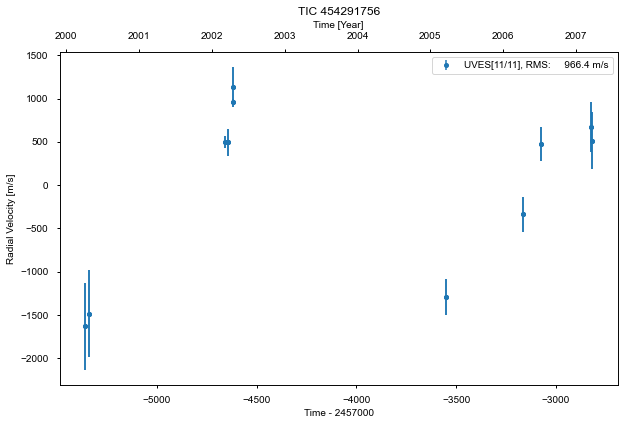 TIC 454291756
Time [Year]
2000 2001 2002 2003 2004 2005 2006 2007
UVES[11/11], RMS: 966.4 m/s
1500
1000
500
0
−500
−1000
−1500
−2000
Radial Velocity [m/s]
−5000 −4500 −4000 −3500 −3000
Time - 2457000